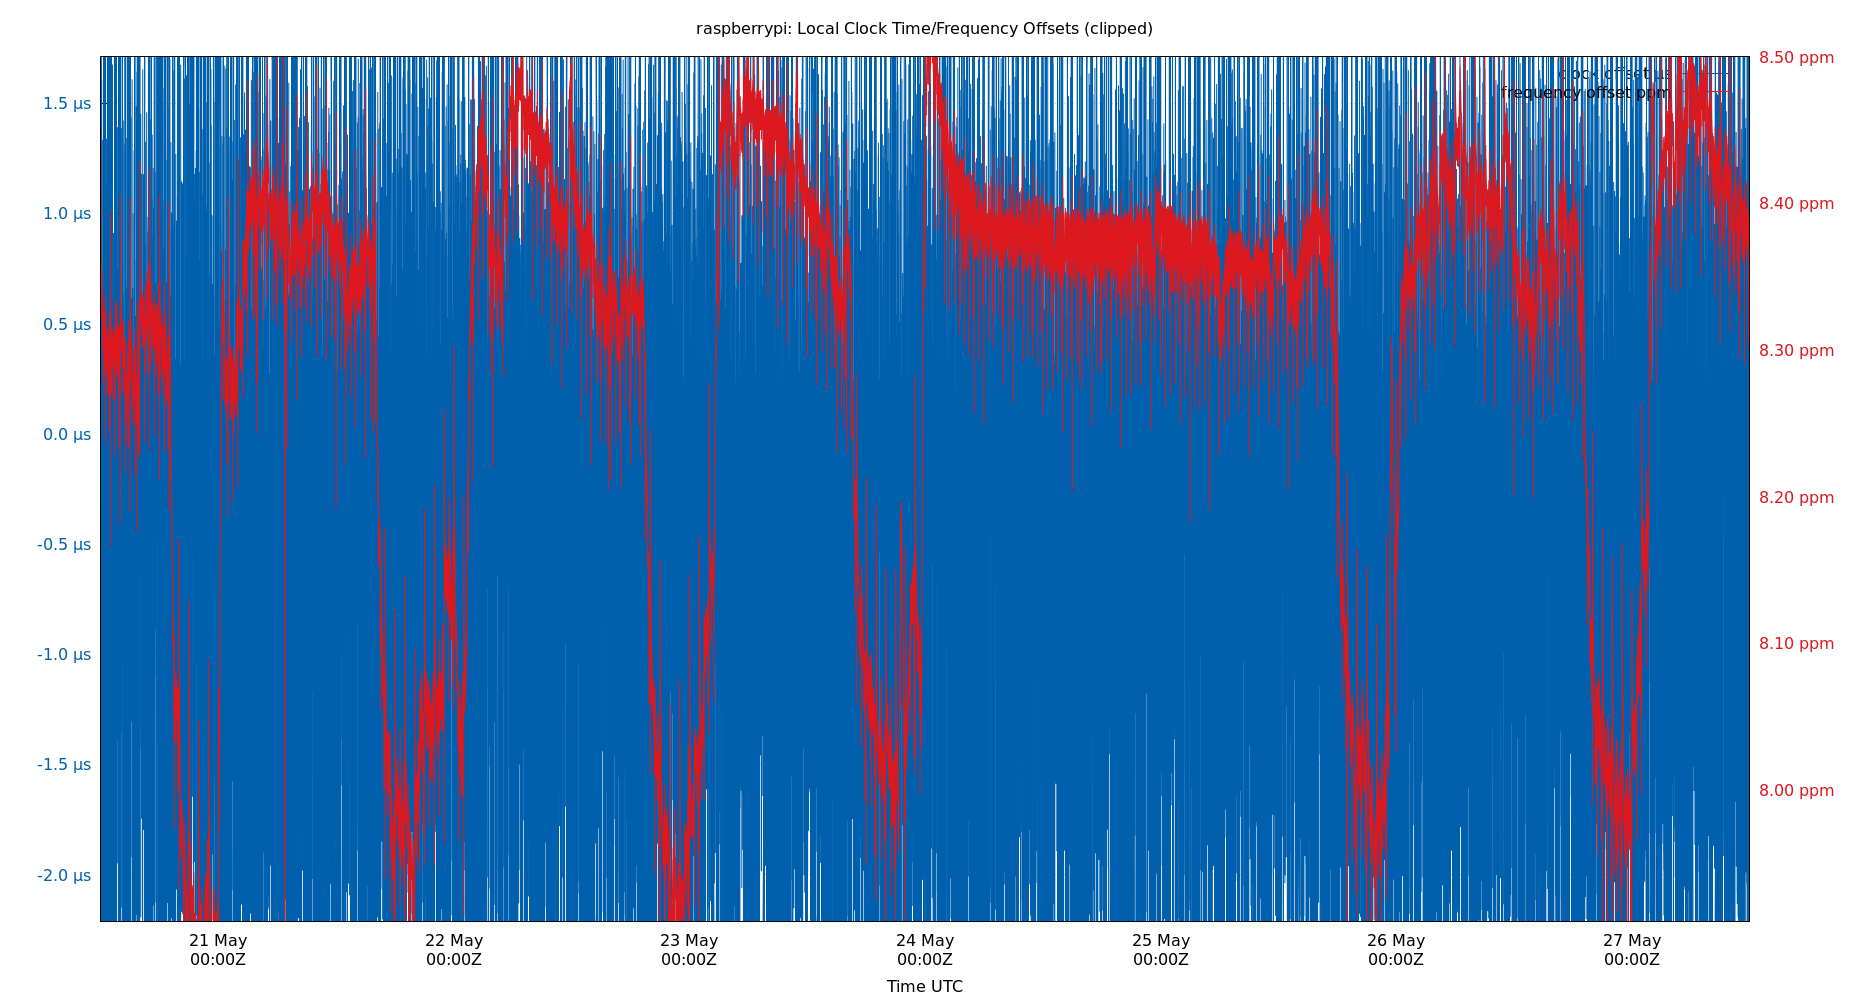 raspberrypi: Local Clock Time/Frequency Offsets (clipped)
8.50 ppm
clock offset µs
1.5 µs
frequency offset ppm
1.0 µs
8.40 ppm
0.5 µs
8.30 ppm
0.0 µs
8.20 ppm
-0.5 µs
8.10 ppm
-1.0 µs
-1.5 µs
8.00 ppm
-2.0 µs
21 May
00:00Z
22 May
00:00Z
23 May
00:00Z
24 May
00:00Z
25 May
00:00Z
26 May
00:00Z
27 May
00:00Z
Time UTC